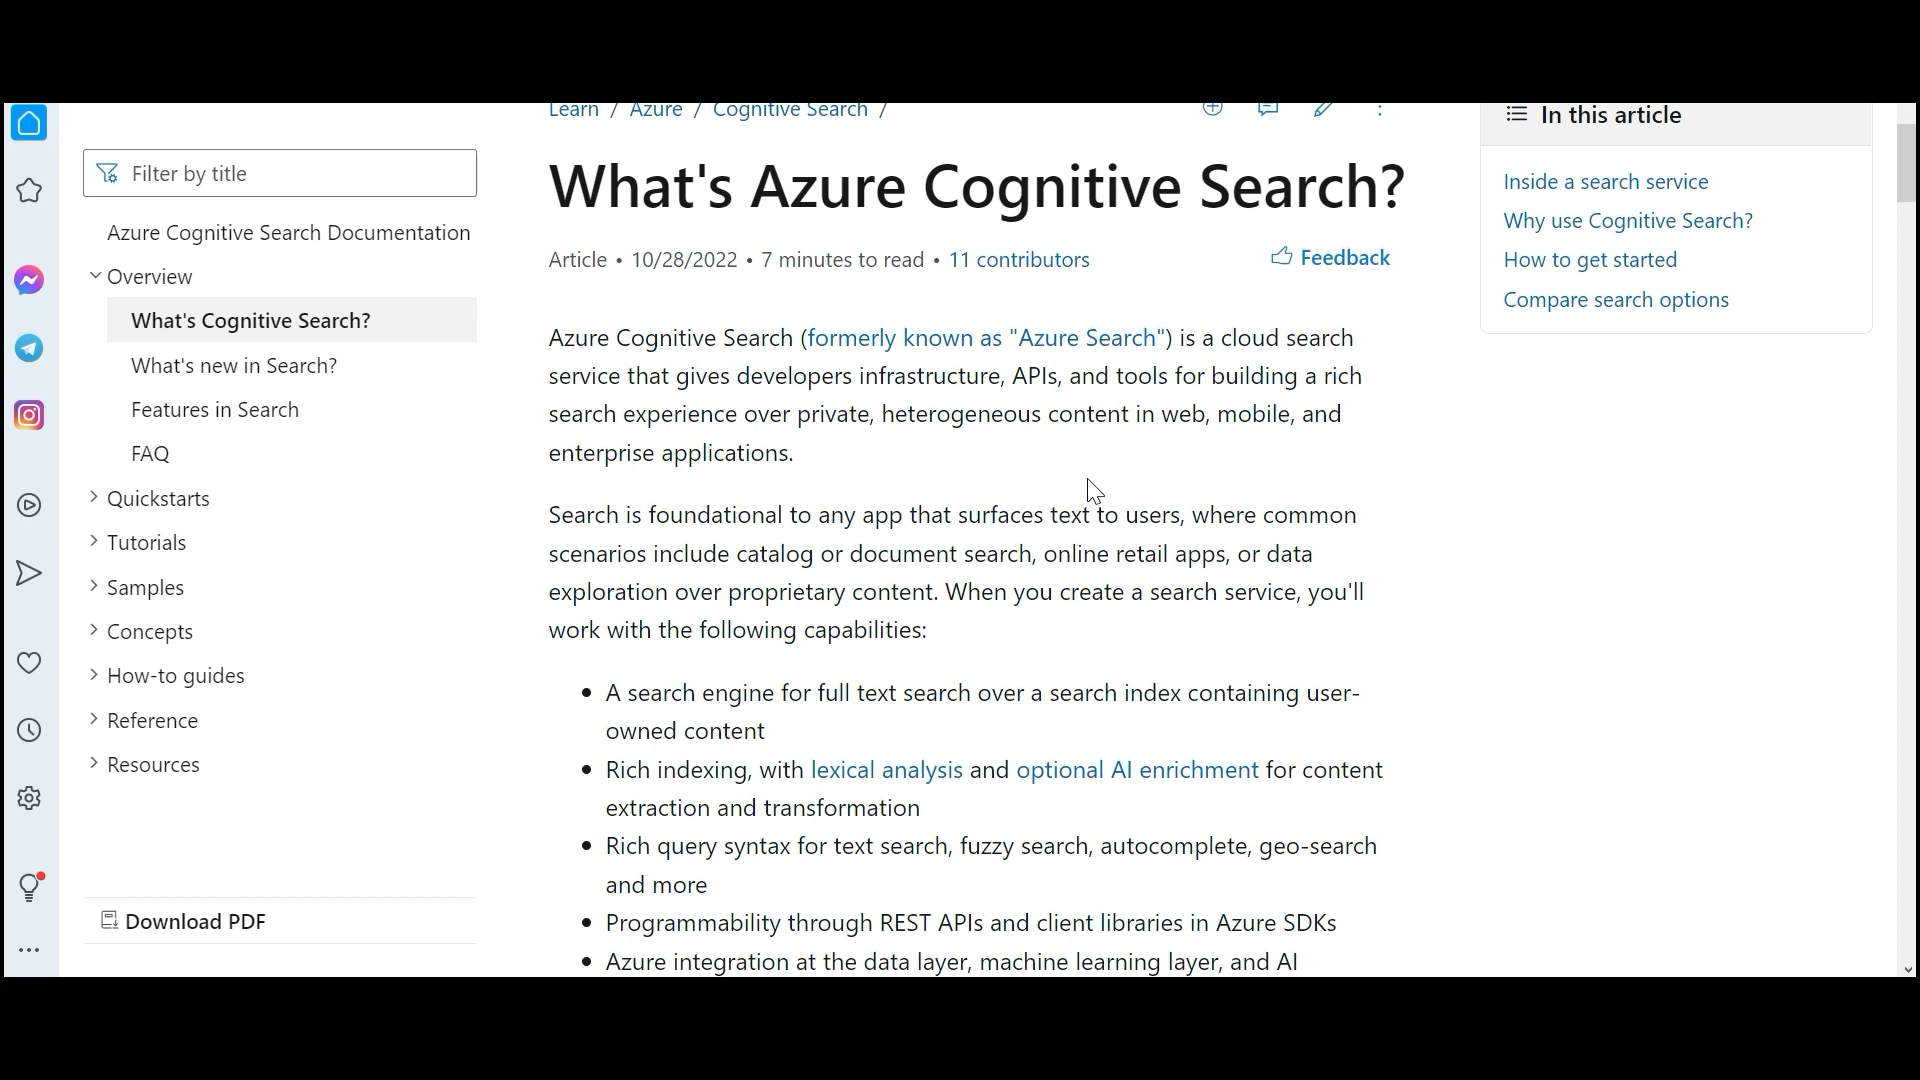 Learn / Azure / Cognitive Search /
In this article
Filter by title
Azure Cognitive Search Documentation
Overview
What's Cognitive Search?
What's new in Search?
Features in Search
FAQ
Quickstarts
Tutorials
Samples
Concepts
How-to guides
Reference
Resources
Download PDF
What's Azure Cognitive Search?
Article • 10/28/2022 • 7 minutes to read • 11 contributors
Feedback
Azure Cognitive Search (formerly known as "Azure Search") is a cloud search
service that gives developers infrastructure, APIs, and tools for building a rich
search experience over private, heterogeneous content in web, mobile, and
enterprise applications.
Search is foundational to any app that surfaces text to users, where common
scenarios include catalog or document search, online retail apps, or data
exploration over proprietary content. When you create a search service, you'll
work with the following capabilities:
• A search engine for full text search over a search index containing user-
owned content
• Rich indexing, with lexical analysis and optional AI enrichment for content
extraction and transformation
• Rich query syntax for text search, fuzzy search, autocomplete, geo-search
and more
• Programmability through REST APIs and client libraries in Azure SDKs
• Azure integration at the data layer, machine learning layer, and AI
Inside a search service
Why use Cognitive Search?
How to get started
Compare search options